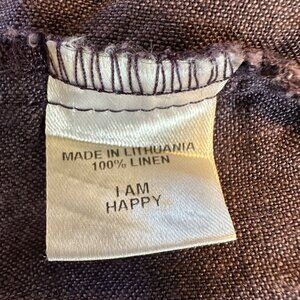 MADE IN LITHUANIA
100% LINEN
I AM
HAPPY